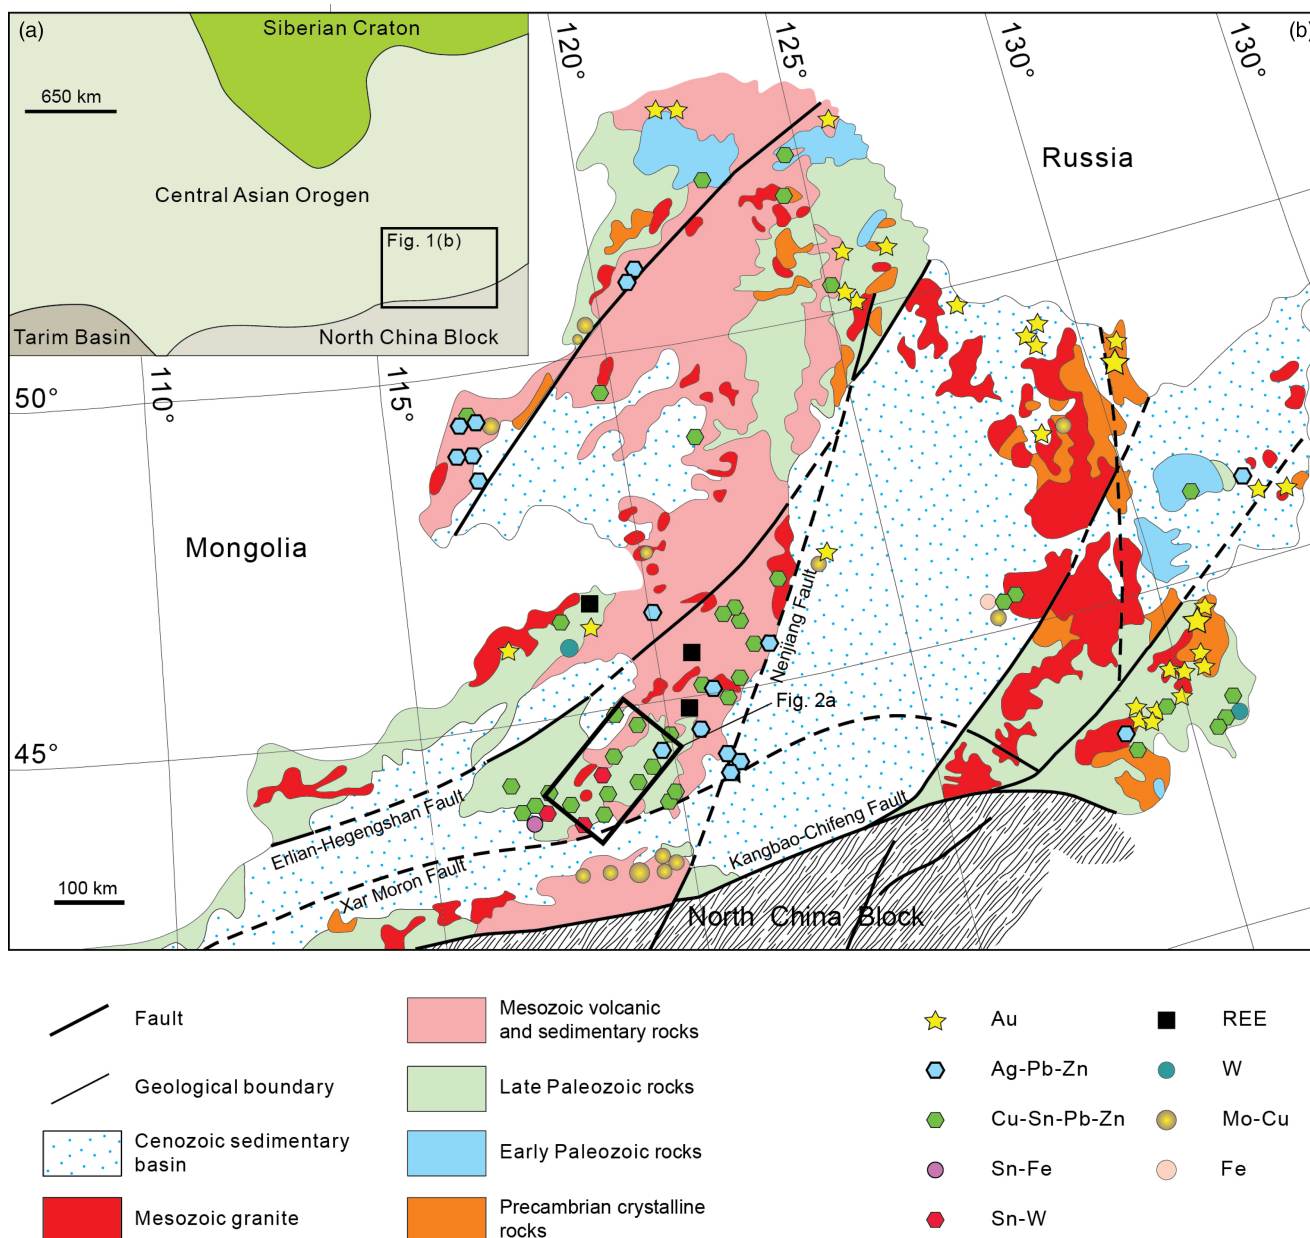 (a)
Siberian Craton
650 km
Central Asian Orogen
Fig. 1(b)
Tarim Basin
North China Block
(b)
120°
125°
130°
130°
Russia
50°
110°
115°
Mongolia
45°
Nenjiang Fault
Fig. 2a
Erlian-Hegengshan Fault
Xar Moron Fault
Kangbao-Chifeng Fault
100 km
North China Block
Fault
Geological boundary
Cenozoic sedimentary
basin
Mesozoic granite
Mesozoic volcanic
and sedimentary rocks
Late Paleozoic rocks
Early Paleozoic rocks
Precambrian crystalline
rocks
Au
Ag-Pb-Zn
Cu-Sn-Pb-Zn
Sn-Fe
Sn-W
REE
W
Mo-Cu
Fe